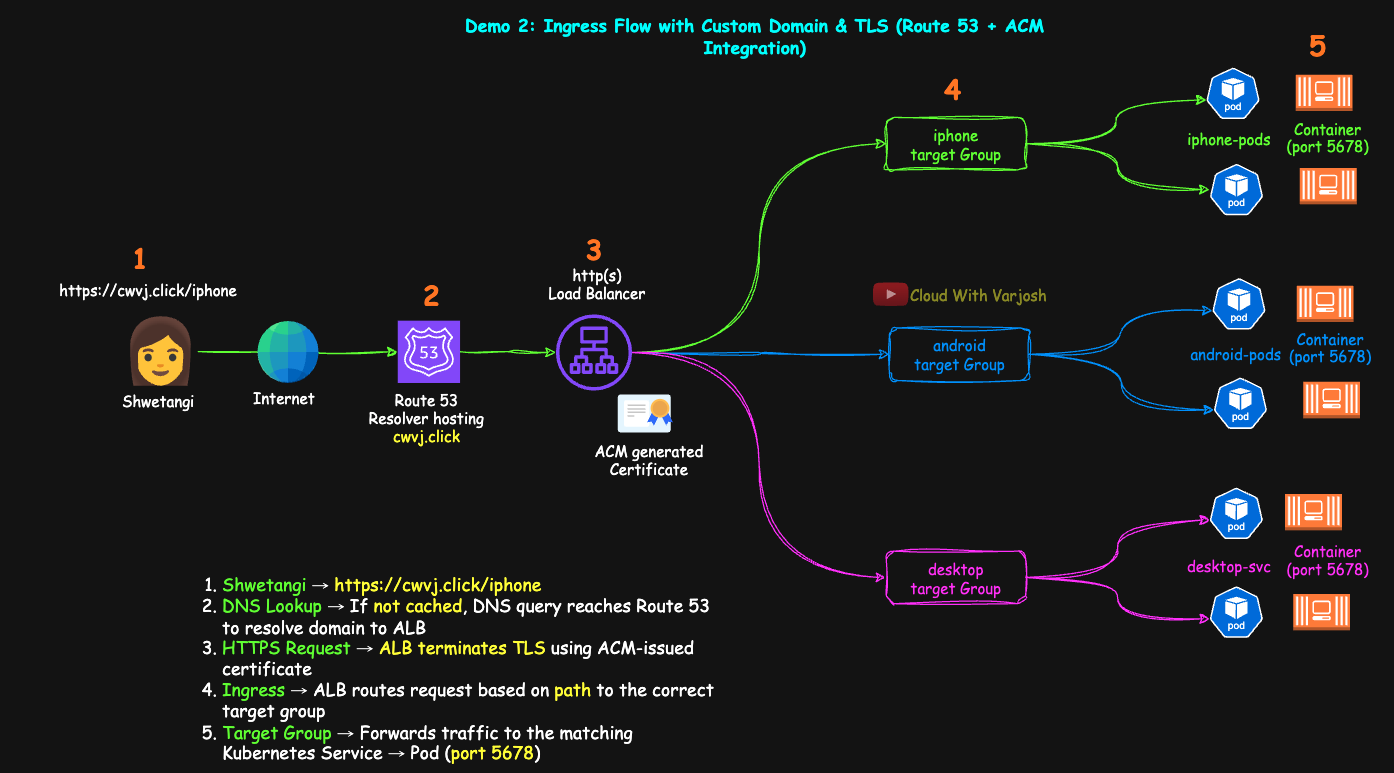 Demo 2: Ingress Flow with Custom Domain & TLS (Route 53 + ACM
Integration)
1
https://cwvj.click/iphone
Shwetangi
Internet
2
53
Route 53
Resolver hosting
cwvj.click
3
http(s)
Load Balancer
ACM generated
Certificate
4
iphone
target Group
5
pod
iphone-pods
Container
(port 5678)
pod
Cloud With Varjosh
android
target Group
pod
android-pods
Container
(port 5678)
pod
desktop
target Group
pod
desktop-svc
Container
(port 5678)
pod
1. Shwetangi → https://cwvj.click/iphone
2. DNS Lookup → If not cached, DNS query reaches Route 53
to resolve domain to ALB
3. HTTPS Request → ALB terminates TLS using ACM-issued
certificate
4. Ingress → ALB routes request based on path to the correct
target group
5. Target Group → Forwards traffic to the matching
Kubernetes Service → Pod (port 5678)